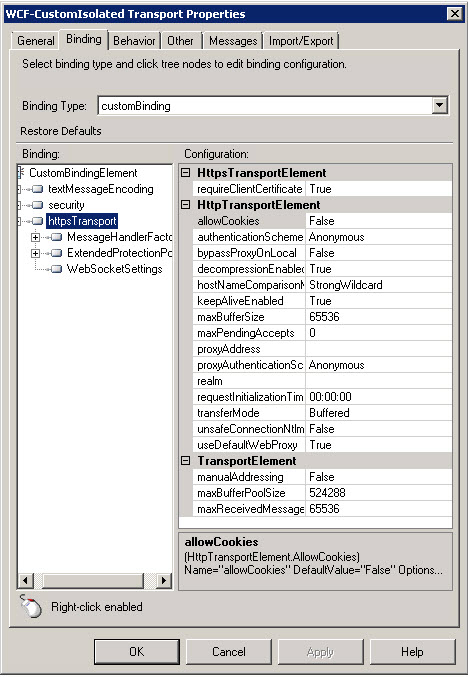 WCF-CustomIsolated Transport Properties
General Binding Behavior Other Messages Import/Export
Select binding type and click tree nodes to edit binding configuration.
Binding Type: customBinding
Restore Defaults
Binding:
CustomBindingElement
textMessageEncoding
security
httpsTransport
MessageHandlerFacto
ExtendedProtectionPo
WebSocketSettings
Configuration:
HttpsTransportElement
requireClientCertificate True
HttpTransportElement
allowCookies False
authenticationScheme Anonymous
bypassProxyOnLocal False
decompressionEnabled True
hostNameComparisonM StrongWildcard
keepAliveEnabled True
maxBufferSize 65536
maxPendingAccepts 0
proxyAddress
proxyAuthenticationSc Anonymous
realm
requestInitializationTim 00:00:00
transferMode Buffered
unsafeConnectionNtlm False
useDefaultWebProxy True
TransportElement
manualAddressing False
maxBufferPoolSize 524288
maxReceivedMessage 65536
allowCookies
(HttpTransportElement.AllowCookies)
Name="allowCookies" DefaultValue="False" Options...
Right-click enabled
OK Cancel Apply Help